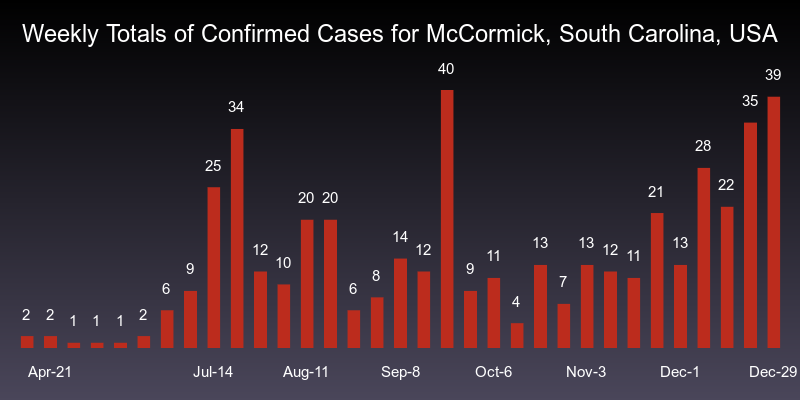 Weekly Totals of Confirmed Cases for McCormick, South Carolina, USA
2 2 1 1 1 2 6 9 25 34 12 10 20 20 6 8 14 12 40 9 11 4 13 7 13 12 11 21 13 28 22 35 39
Apr-21 Jul-14 Aug-11 Sep-8 Oct-6 Nov-3 Dec-1 Dec-29